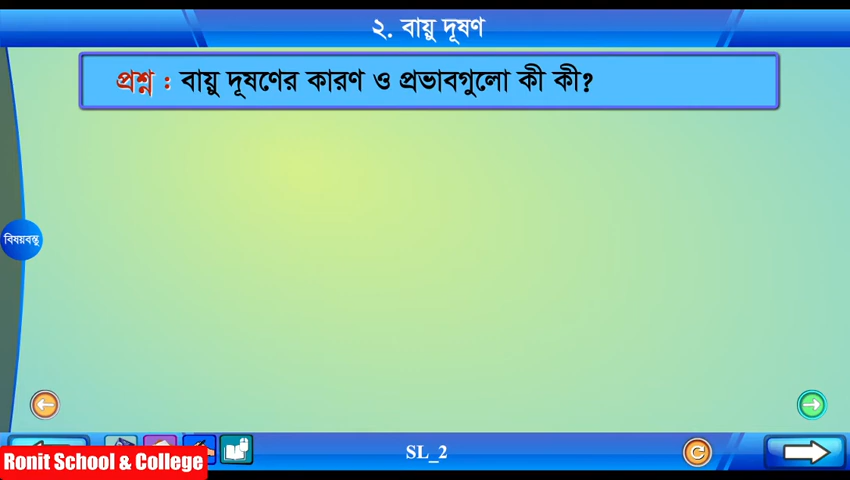 ২. বায়ু দূষণ
প্রশ্ন : বায়ু দূষণের কারণ ও প্রভাবগুলো কী কী?
বিষয়বস্তু
SL_2
Ronit School & College